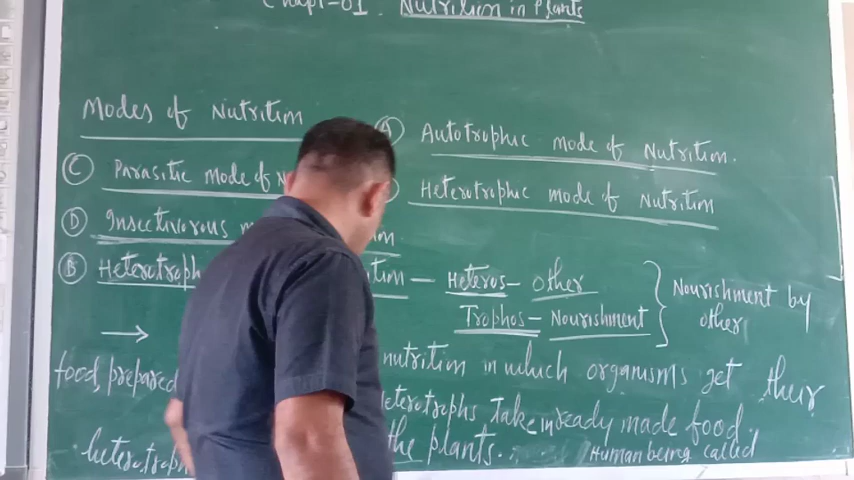 Chapt-01. Nutrition in Plants
Modes of Nutrition
(A) Autotrophic mode of Nutrition.
(C) Parasitic mode of
Heterotrophic mode of Nutrition
(D) Insectivorous
(B) Heterotroph — Heteros - other
Trophos - Nourishment } Nourishment by other
→ nutrition in which organisms get their
food, prepared heterotrophs take in ready made food.
heterotroph the plants. . Human being called